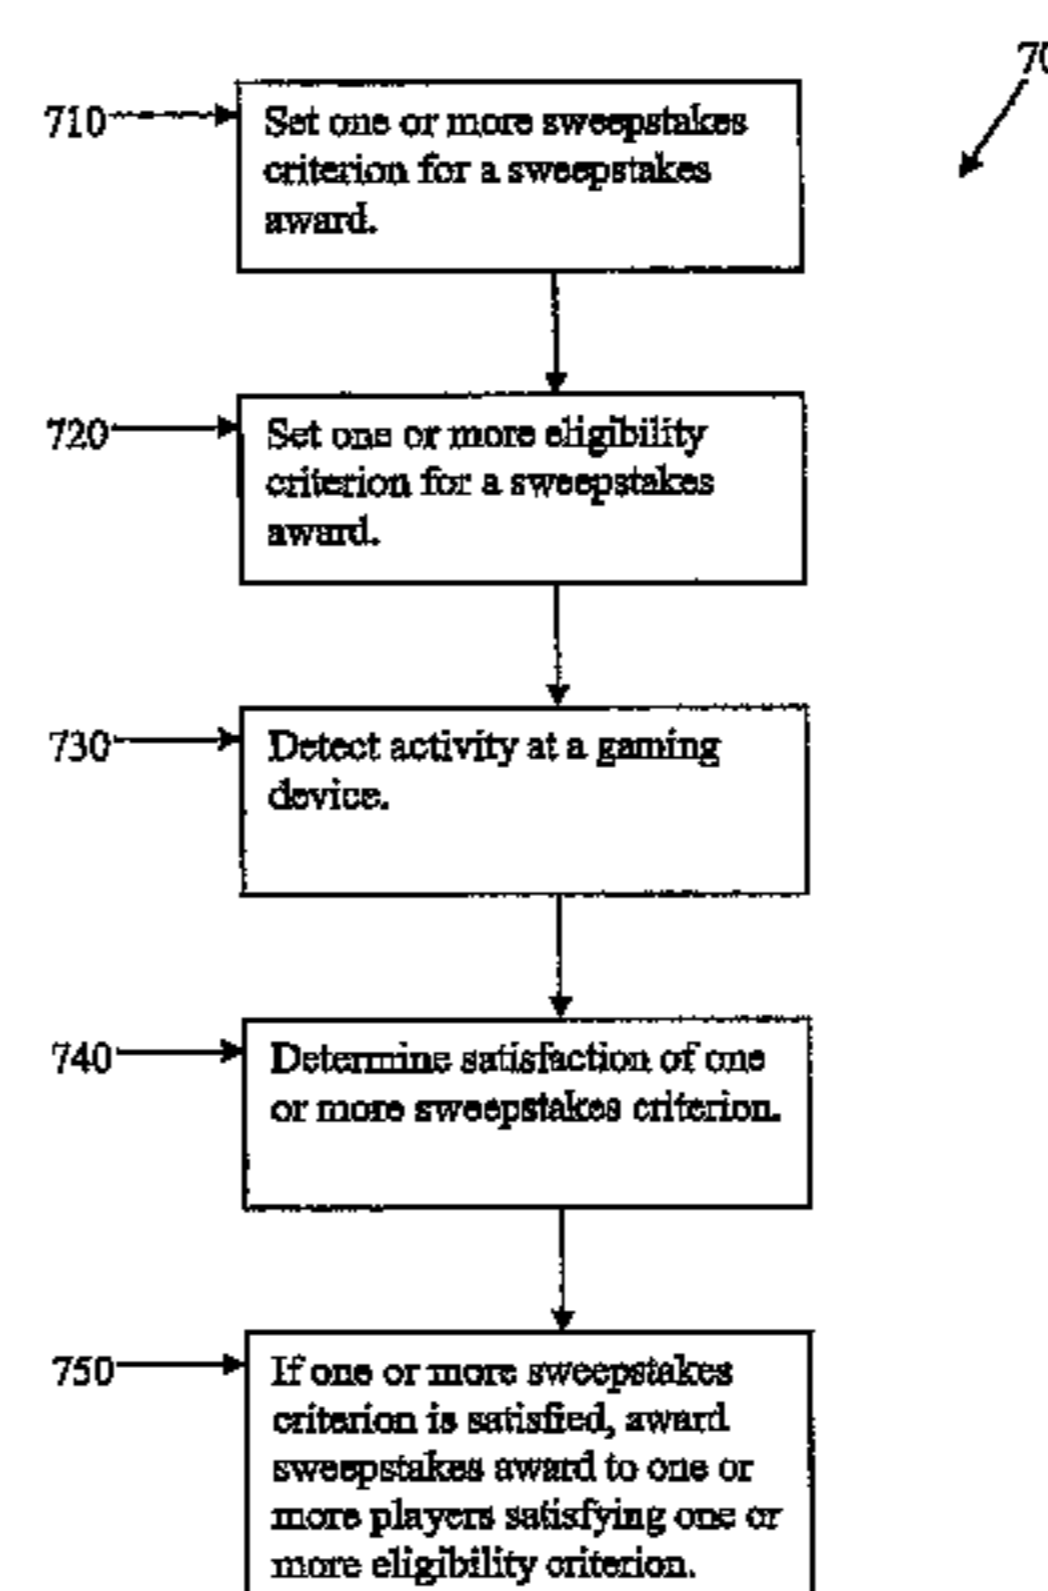 70
710
Set one or more sweepstakes
criterion for a sweepstakes
award.
720
Set one or more eligibility
criterion for a sweepstakes
award.
730
Detect activity at a gaming
device.
740
Determine satisfaction of one
or more sweepstakes criterion.
750
If one or more sweepstakes
criterion is satisfied, award
sweepstakes award to one or
more players satisfying one or
more eligibility criterion.